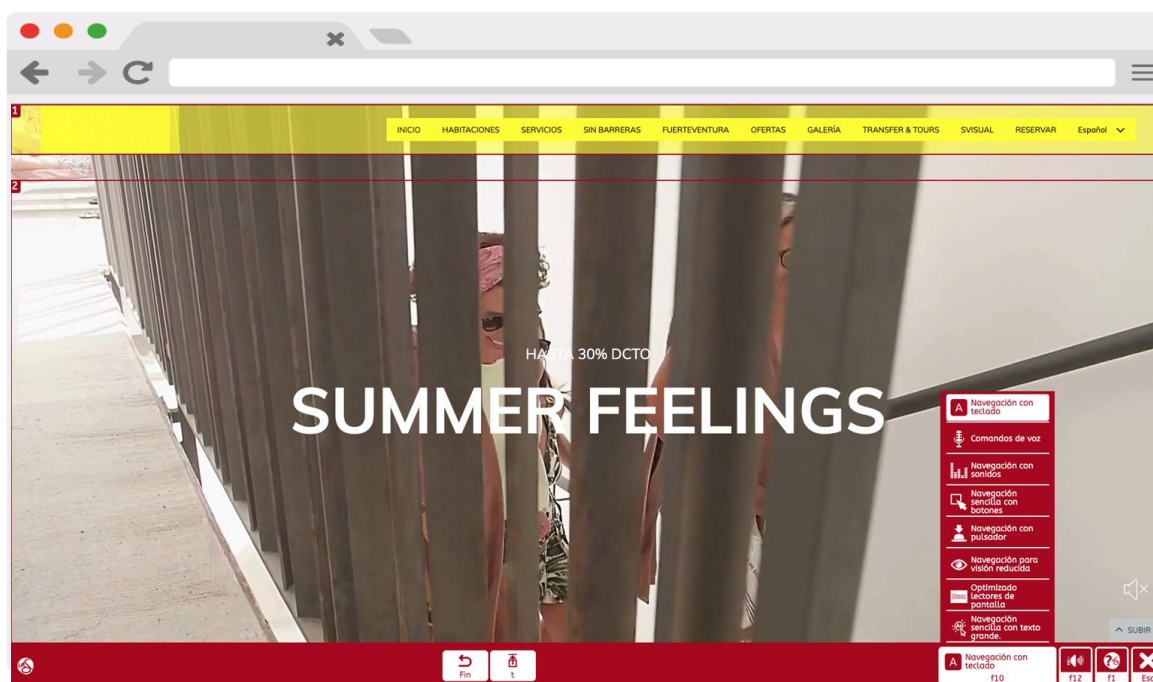 1
INICIO HABITACIONES SERVICIOS SIN BARRERAS FUERTEVENTURA OFERTAS GALERÍA TRANSFER & TOURS SVISUAL RESERVAR Español
2
HASTA 30% DCTO
SUMMER FEELINGS
A Navegación con
teclado
Comandos de voz
Navegación con
sonidos
Navegación
sencilla con
botones
Navegación con
pulsador
Navegación para
visión reducida
Optimizado
lectores de
pantalla
Navegación
sencilla con texto
grande.
SUBIR
Fin
t
A Navegación con
teclado
f10
f12
f1
Esc